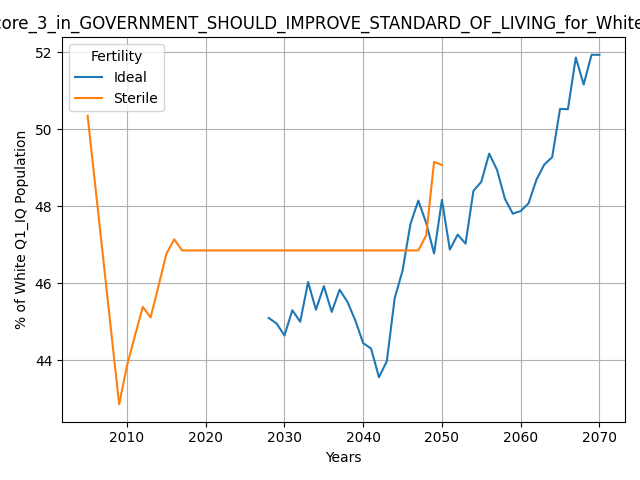 core_3_in_GOVERNMENT_SHOULD_IMPROVE_STANDARD_OF_LIVING_for_White
Fertility
Ideal
Sterile
% of White Q1_IQ Population
52
50
48
46
44
2010 2020 2030 2040 2050 2060 2070
Years